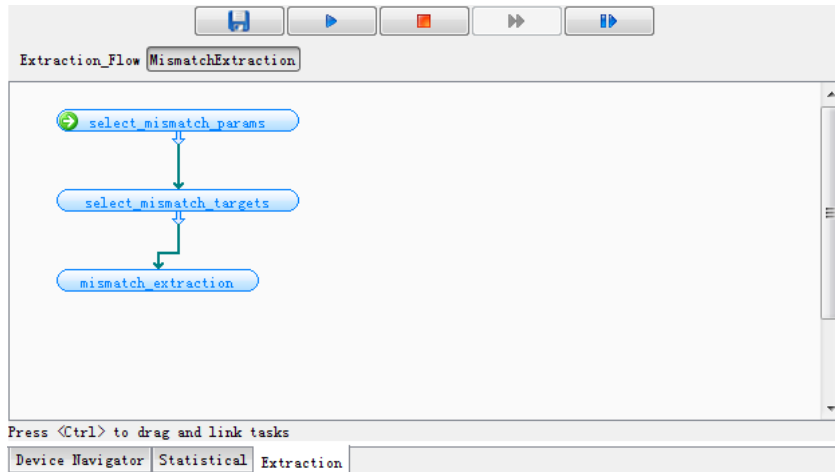 Extraction_Flow MismatchExtraction
select_mismatch_params
select_mismatch_targets
mismatch_extraction
Press <Ctrl> to drag and link tasks
Device Navigator Statistical Extraction